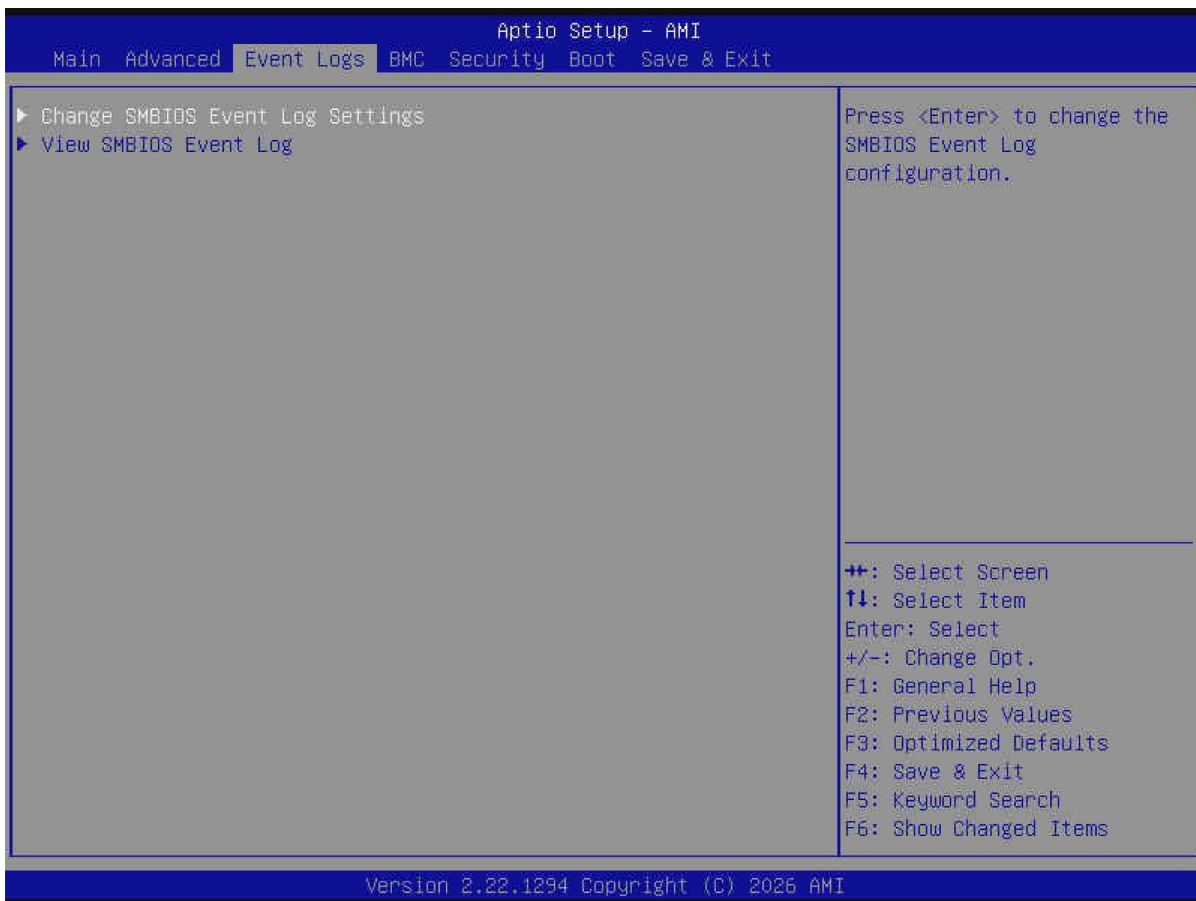 Aptio Setup - AMI
Main Advanced Event Logs BMC Security Boot Save & Exit
▶ Change SMBIOS Event Log Settings
▶ View SMBIOS Event Log
Press <Enter> to change the
SMBIOS Event Log
configuration.
→←: Select Screen
↑↓: Select Item
Enter: Select
+/-: Change Opt.
F1: General Help
F2: Previous Values
F3: Optimized Defaults
F4: Save & Exit
F5: Keyword Search
F6: Show Changed Items
Version 2.22.1294 Copyright (C) 2026 AMI